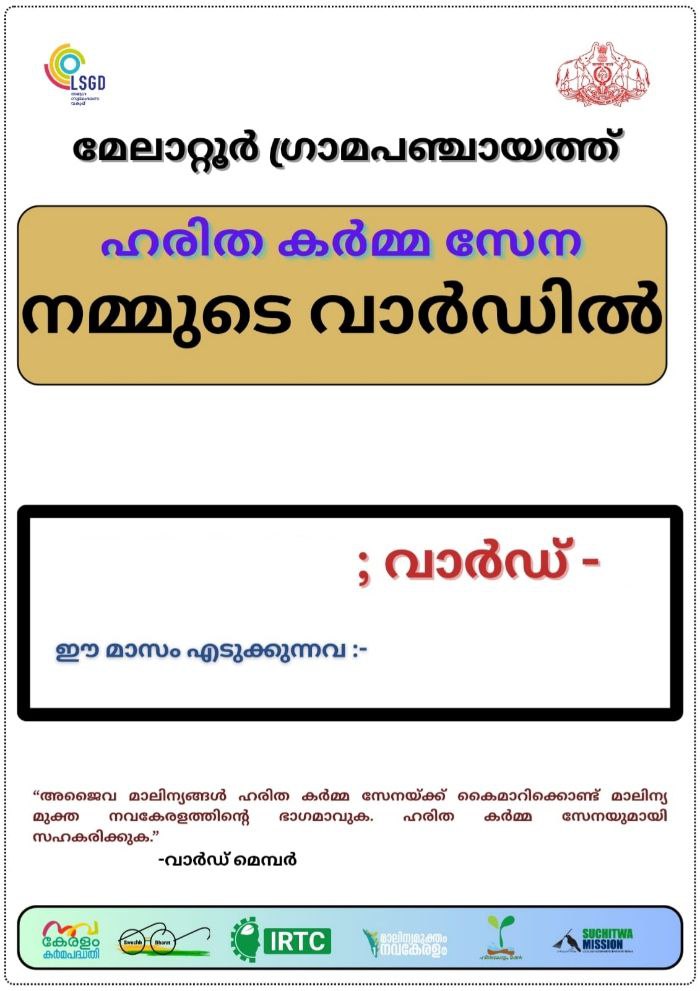 LSGD
മേലാറ്റൂർ ഗ്രാമപഞ്ചായത്ത്
ഹരിത കർമ്മ സേന
നമ്മുടെ വാർഡിൽ
; വാർഡ് -
ഈ മാസം എടുക്കുന്നവ :-
“അജൈവ മാലിന്യങ്ങൾ ഹരിത കർമ്മ സേനയ്ക്ക് കൈമാറിക്കൊണ്ട് മാലിന്യ
മുക്ത നവകേരളത്തിന്റെ ഭാഗമാവുക. ഹരിത കർമ്മ സേനയുമായി
സഹകരിക്കുക.”
-വാർഡ് മെമ്പർ
നവ
കേരളം
കർമപദ്ധതി
Swachh Bharat
IRTC
മാലിന്യമുക്തം
നവകേരളം
SUCHITWA
MISSION